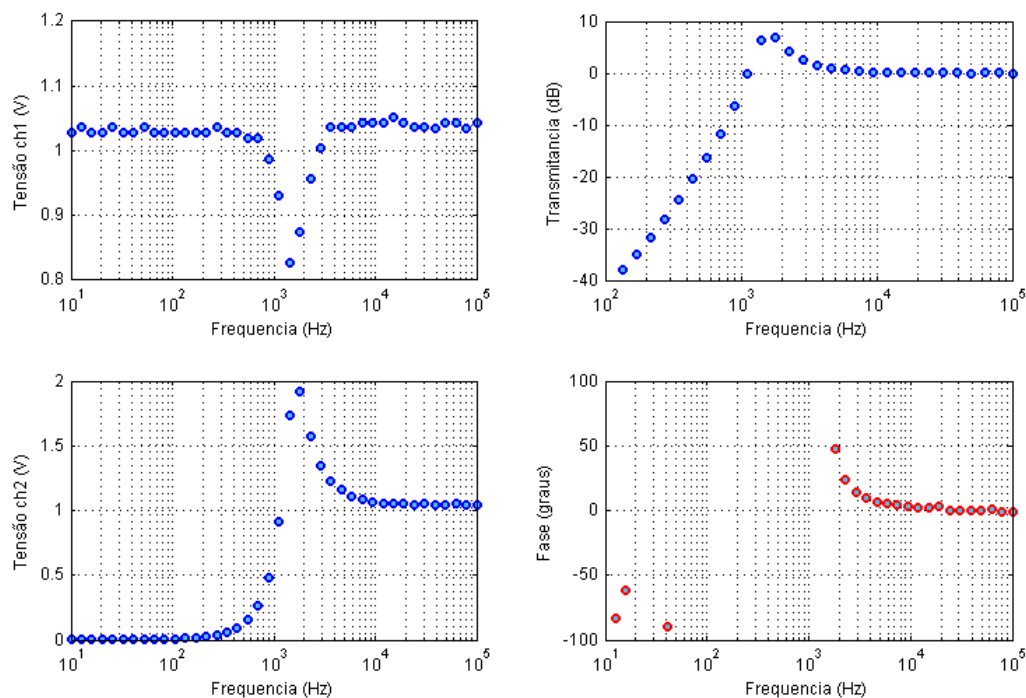 1.2
1.1
1
0.9
0.8
Tensão ch1 (V)
10^1 10^2 10^3 10^4 10^5
Frequencia (Hz)
10
0
-10
-20
-30
-40
Transmitancia (dB)
10^2 10^3 10^4 10^5
Frequencia (Hz)
2
1.5
1
0.5
0
Tensão ch2 (V)
10^1 10^2 10^3 10^4 10^5
Frequencia (Hz)
100
50
0
-50
-100
Fase (graus)
10^1 10^2 10^3 10^4 10^5
Frequencia (Hz)